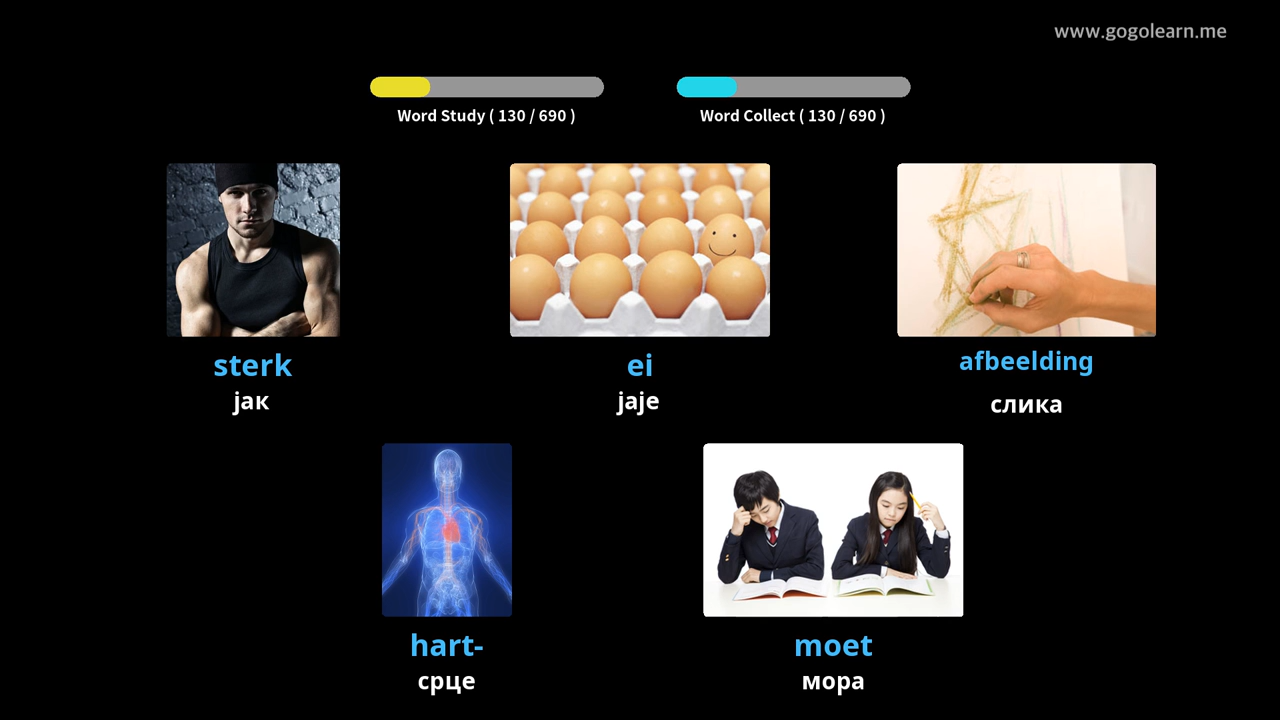 www.gogolearn.me
Word Study ( 130 / 690 )
Word Collect ( 130 / 690 )
sterk
јак
ei
јаје
afbeelding
слика
hart-
срце
moet
мора